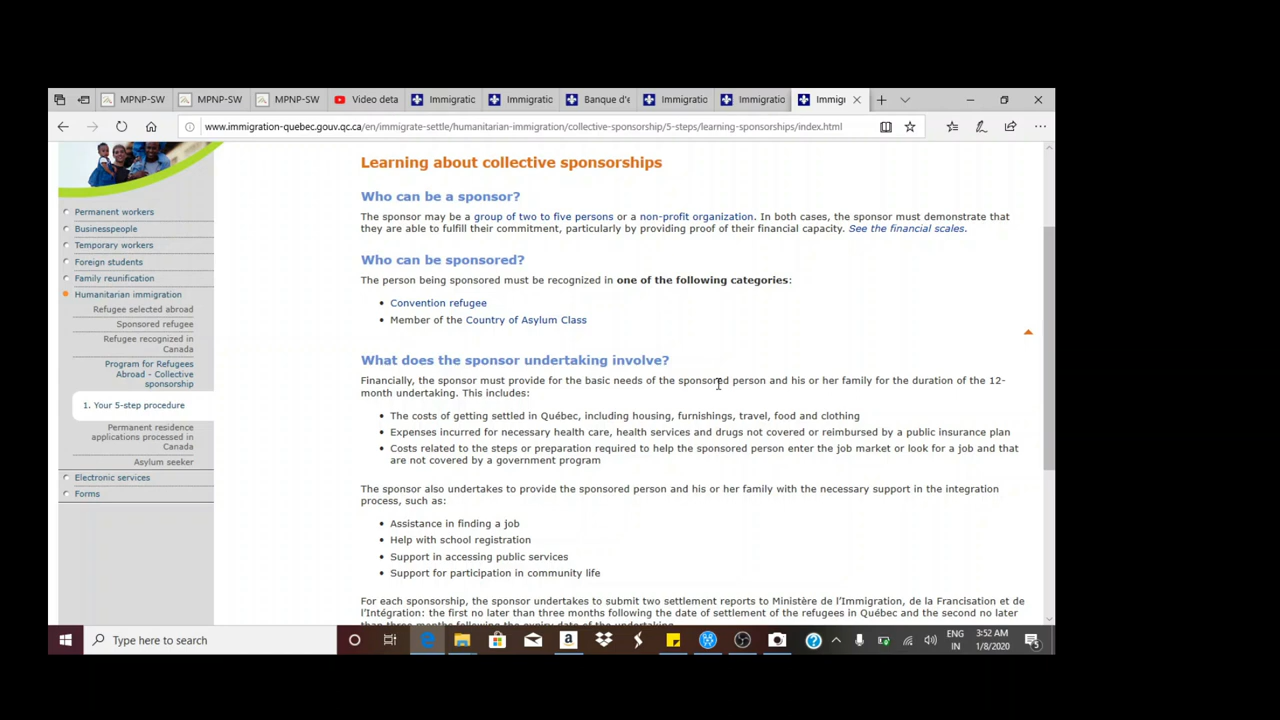 MPNP-SW
MPNP-SW
MPNP-SW
Video deta
Immigratic
Immigratic
Banque d'e
Immigratic
Immigratio
Immig
www.immigration-quebec.gouv.qc.ca/en/immigrate-settle/humanitarian-immigration/collective-sponsorship/5-steps/learning-sponsorships/index.html
Permanent workers
Businesspeople
Temporary workers
Foreign students
Family reunification
Humanitarian immigration
Refugee selected abroad
Sponsored refugee
Refugee recognized in
Canada
Program for Refugees
Abroad - Collective
sponsorship
1. Your 5-step procedure
Permanent residence
applications processed in
Canada
Asylum seeker
Electronic services
Forms
Learning about collective sponsorships
Who can be a sponsor?
The sponsor may be a group of two to five persons or a non-profit organization. In both cases, the sponsor must demonstrate that
they are able to fulfill their commitment, particularly by providing proof of their financial capacity. See the financial scales.
Who can be sponsored?
The person being sponsored must be recognized in one of the following categories:
• Convention refugee
• Member of the Country of Asylum Class
What does the sponsor undertaking involve?
Financially, the sponsor must provide for the basic needs of the sponsored person and his or her family for the duration of the 12-
month undertaking. This includes:
• The costs of getting settled in Québec, including housing, furnishings, travel, food and clothing
• Expenses incurred for necessary health care, health services and drugs not covered or reimbursed by a public insurance plan
• Costs related to the steps or preparation required to help the sponsored person enter the job market or look for a job and that
are not covered by a government program
The sponsor also undertakes to provide the sponsored person and his or her family with the necessary support in the integration
process, such as:
• Assistance in finding a job
• Help with school registration
• Support in accessing public services
• Support for participation in community life
For each sponsorship, the sponsor undertakes to submit two settlement reports to Ministère de l'Immigration, de la Francisation et de
l'Intégration: the first no later than three months following the date of settlement of the refugees in Québec and the second no later
than three months following the expiry date of the undertaking.
Type here to search
ENG
IN
3:52 AM
1/8/2020
5